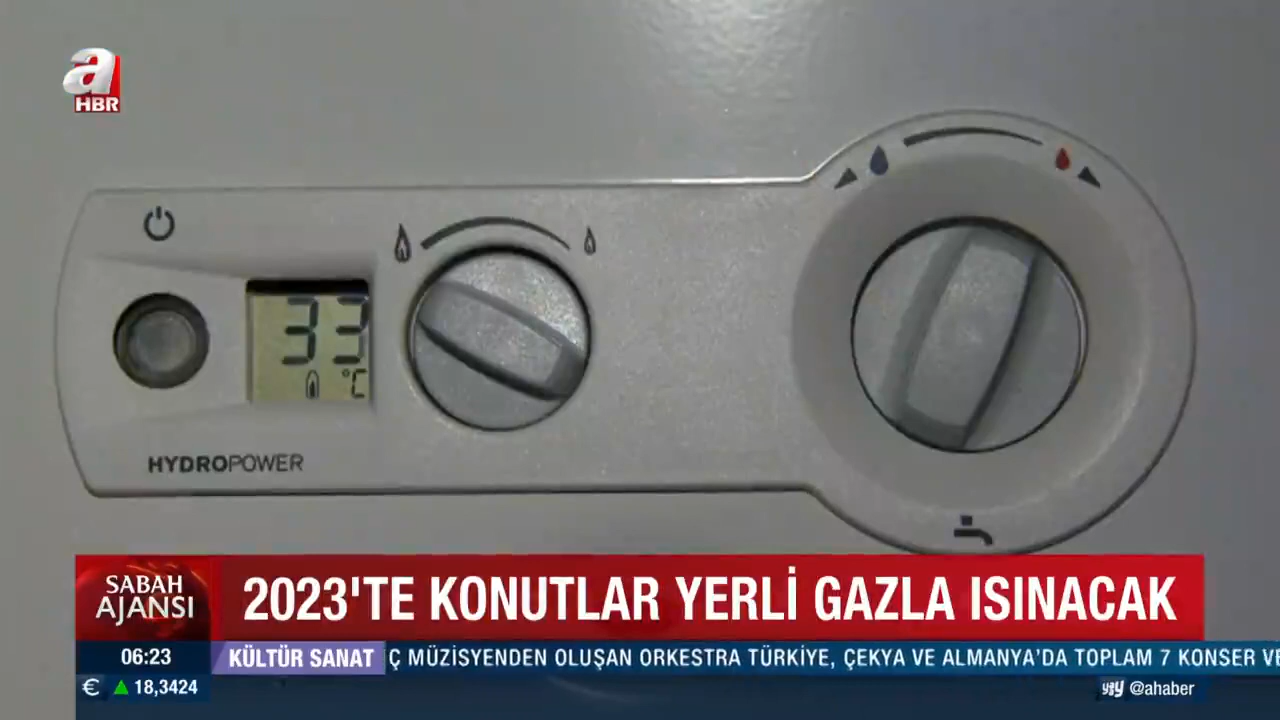 a
HBR
33
°C
HYDROPOWER
SABAH
AJANSI
2023'TE KONUTLAR YERLİ GAZLA ISINACAK
06:23
KÜLTÜR SANAT
Ç MÜZİSYENDEN OLUŞAN ORKESTRA TÜRKİYE, ÇEKYA VE ALMANYA'DA TOPLAM 7 KONSER VE
€ ▲ 18,3424
@ahaber